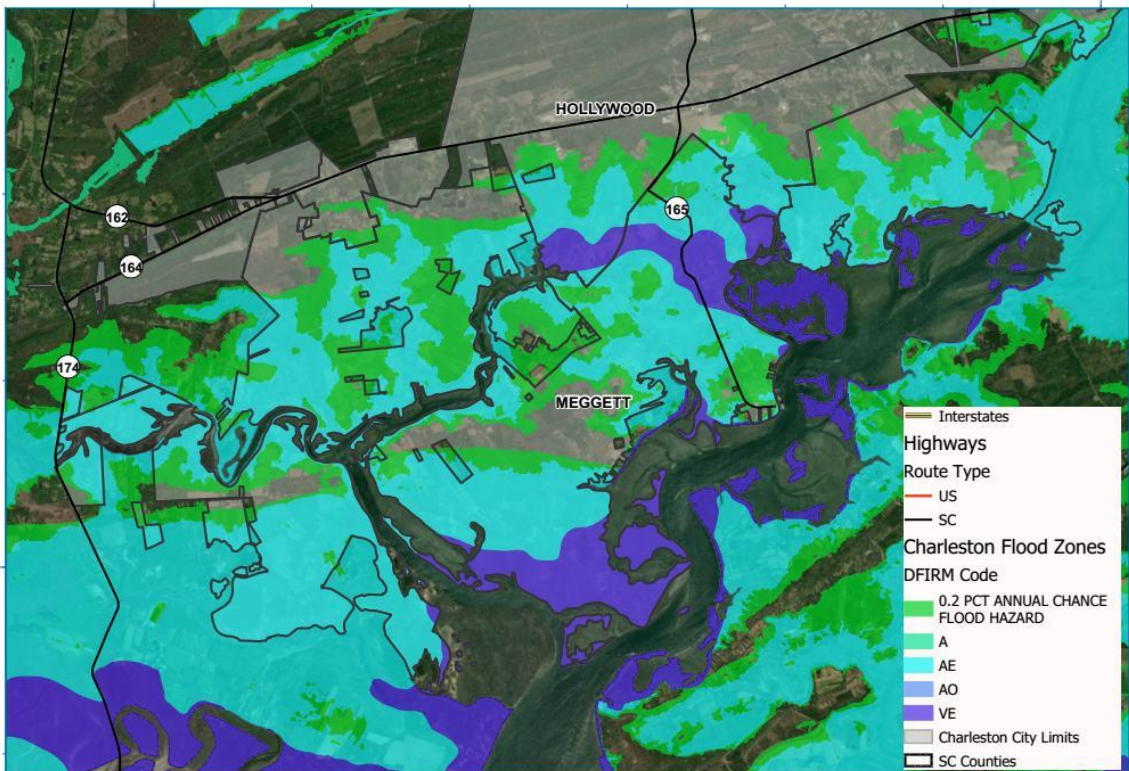 HOLLYWOOD
165
162
164
174
MEGGETT
Interstates
Highways
Route Type
US
SC
Charleston Flood Zones
DFIRM Code
0.2 PCT ANNUAL CHANCE
FLOOD HAZARD
A
AE
AO
VE
Charleston City Limits
SC Counties